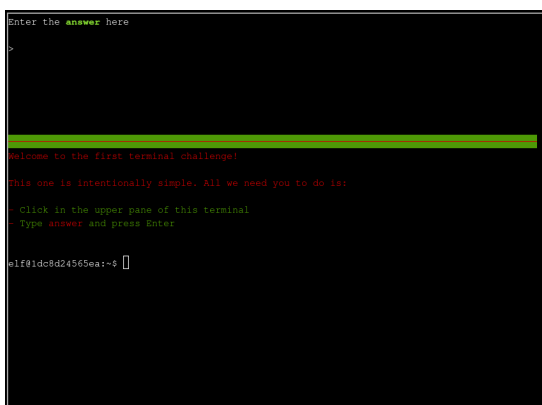 Enter the answer here
>
Welcome to the first terminal challenge!
This one is intentionally simple. All we need you to do is:
- Click in the upper pane of this terminal
- Type answer and press Enter
elf@1dc8d24565ea:~$